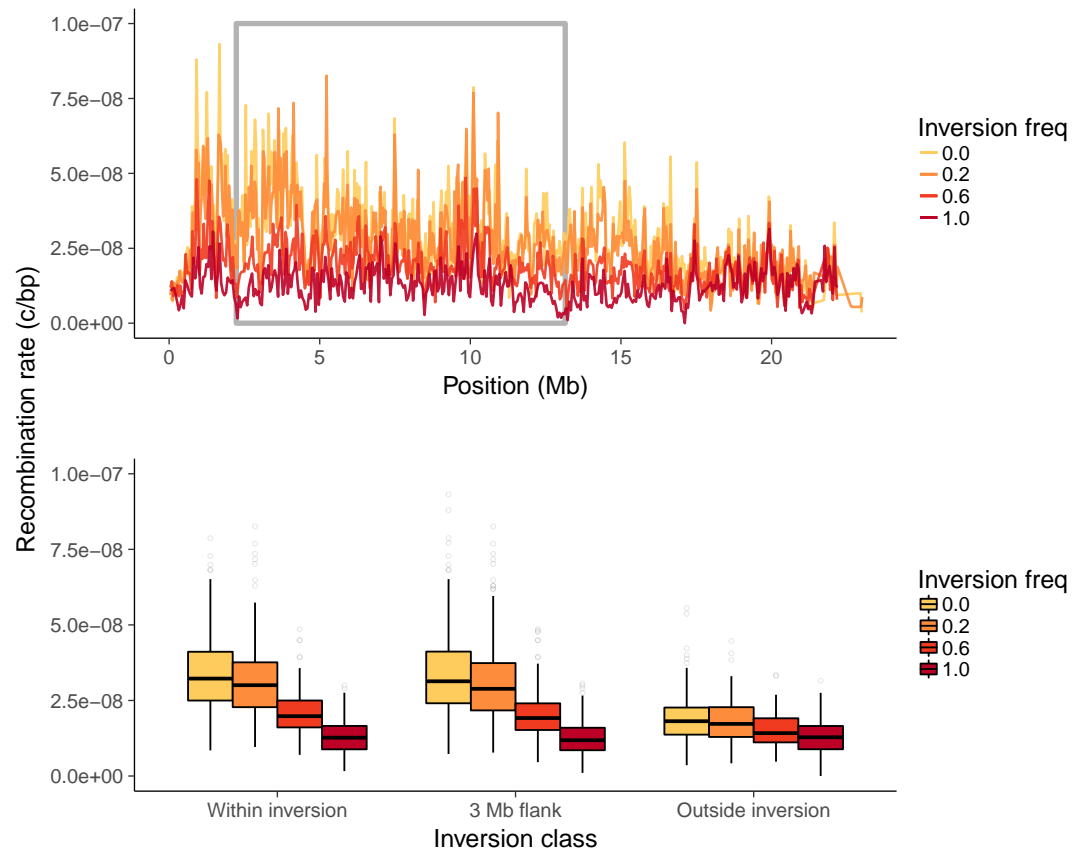 Recombination rate (c/bp)
1.0e−07
7.5e−08
5.0e−08
2.5e−08
0.0e+00
0
5
10
15
20
Position (Mb)
Inversion freq
0.0
0.2
0.6
1.0
1.0e−07
7.5e−08
5.0e−08
2.5e−08
0.0e+00
Within inversion
3 Mb flank
Outside inversion
Inversion class
Inversion freq
0.0
0.2
0.6
1.0